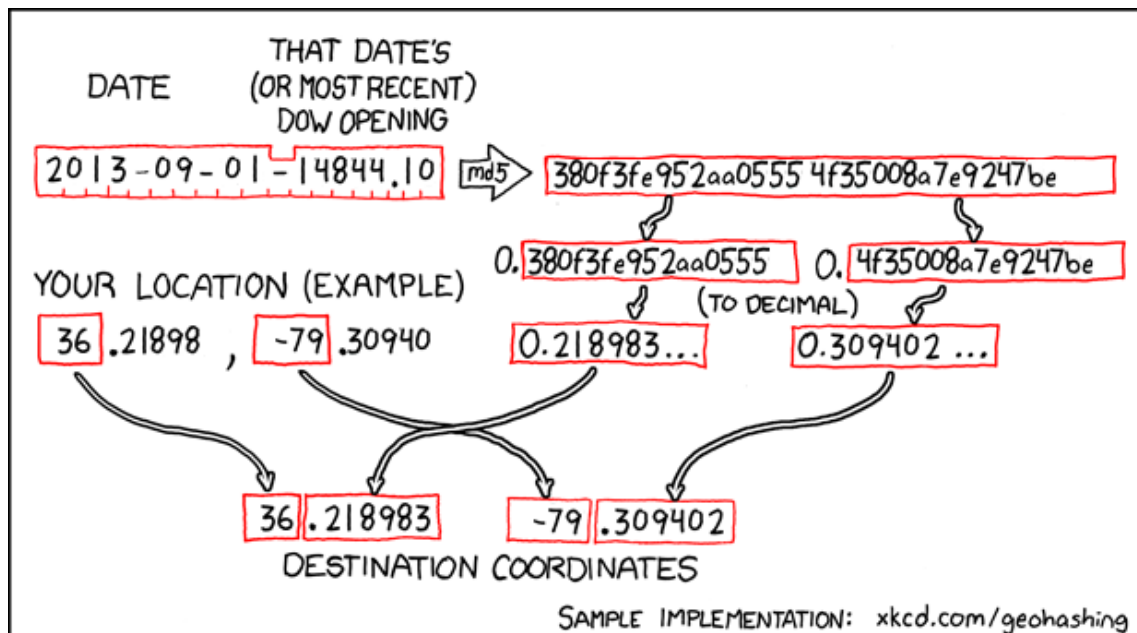 DATE
THAT DATE'S
(OR MOST RECENT)
DOW OPENING
2013-09-01-14844.10
md5
380f3fe952aa05554f35008a7e9247be
0.380f3fe952aa0555
0.4f35008a7e9247be
YOUR LOCATION (EXAMPLE)
(TO DECIMAL)
36.21898, -79.30940
0.218983...
0.309402...
36.218983
-79.309402
DESTINATION COORDINATES
SAMPLE IMPLEMENTATION: xkcd.com/geohashing